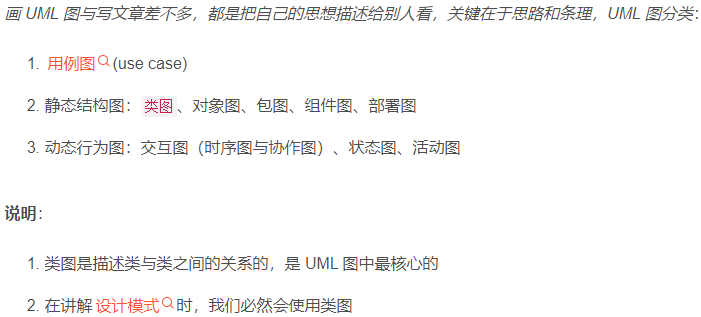 画 UML 图与写文章差不多，都是把自己的思想描述给别人看，关键在于思路和条理，UML 图分类：
1. 用例图(use case)
2. 静态结构图：类图、对象图、包图、组件图、部署图
3. 动态行为图：交互图（时序图与协作图）、状态图、活动图
说明：
1. 类图是描述类与类之间的关系的，是 UML 图中最核心的
2. 在讲解设计模式时，我们必然会使用类图